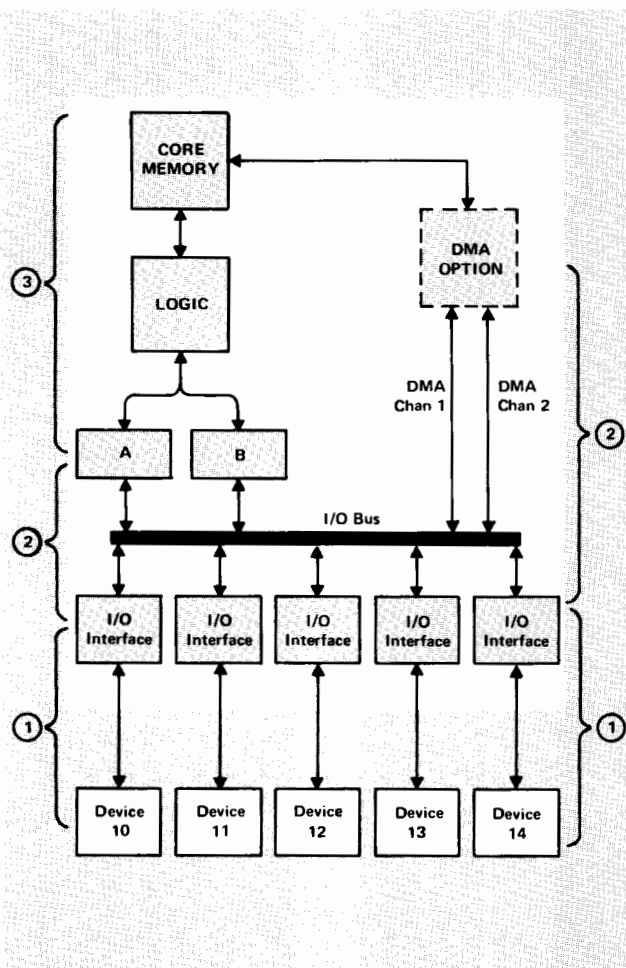 CORE
MEMORY
DMA
OPTION
3
LOGIC
DMA
Chan 1
DMA
Chan 2
A
B
2
I/O Bus
2
I/O
Interface
I/O
Interface
I/O
Interface
I/O
Interface
I/O
Interface
1
1
Device
10
Device
11
Device
12
Device
13
Device
14